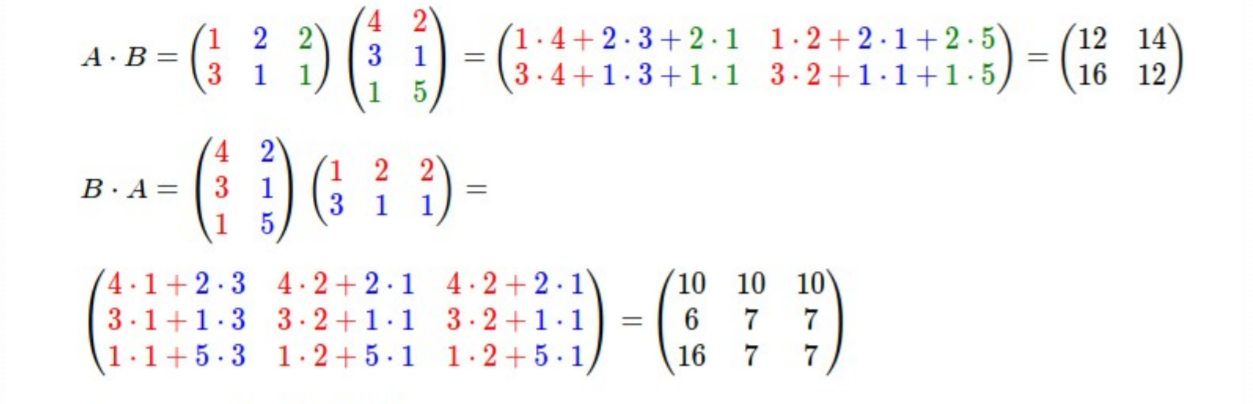 A · B = (1 2 2; 3 1 1) (4 2; 3 1; 1 5) = (1 · 4 + 2 · 3 + 2 · 1  1 · 2 + 2 · 1 + 2 · 5; 3 · 4 + 1 · 3 + 1 · 1  3 · 2 + 1 · 1 + 1 · 5) = (12 14; 16 12)
B · A = (4 2; 3 1; 1 5) (1 2 2; 3 1 1) =
(4 · 1 + 2 · 3  4 · 2 + 2 · 1  4 · 2 + 2 · 1; 3 · 1 + 1 · 3  3 · 2 + 1 · 1  3 · 2 + 1 · 1; 1 · 1 + 5 · 3  1 · 2 + 5 · 1  1 · 2 + 5 · 1) = (10 10 10; 6 7 7; 16 7 7)